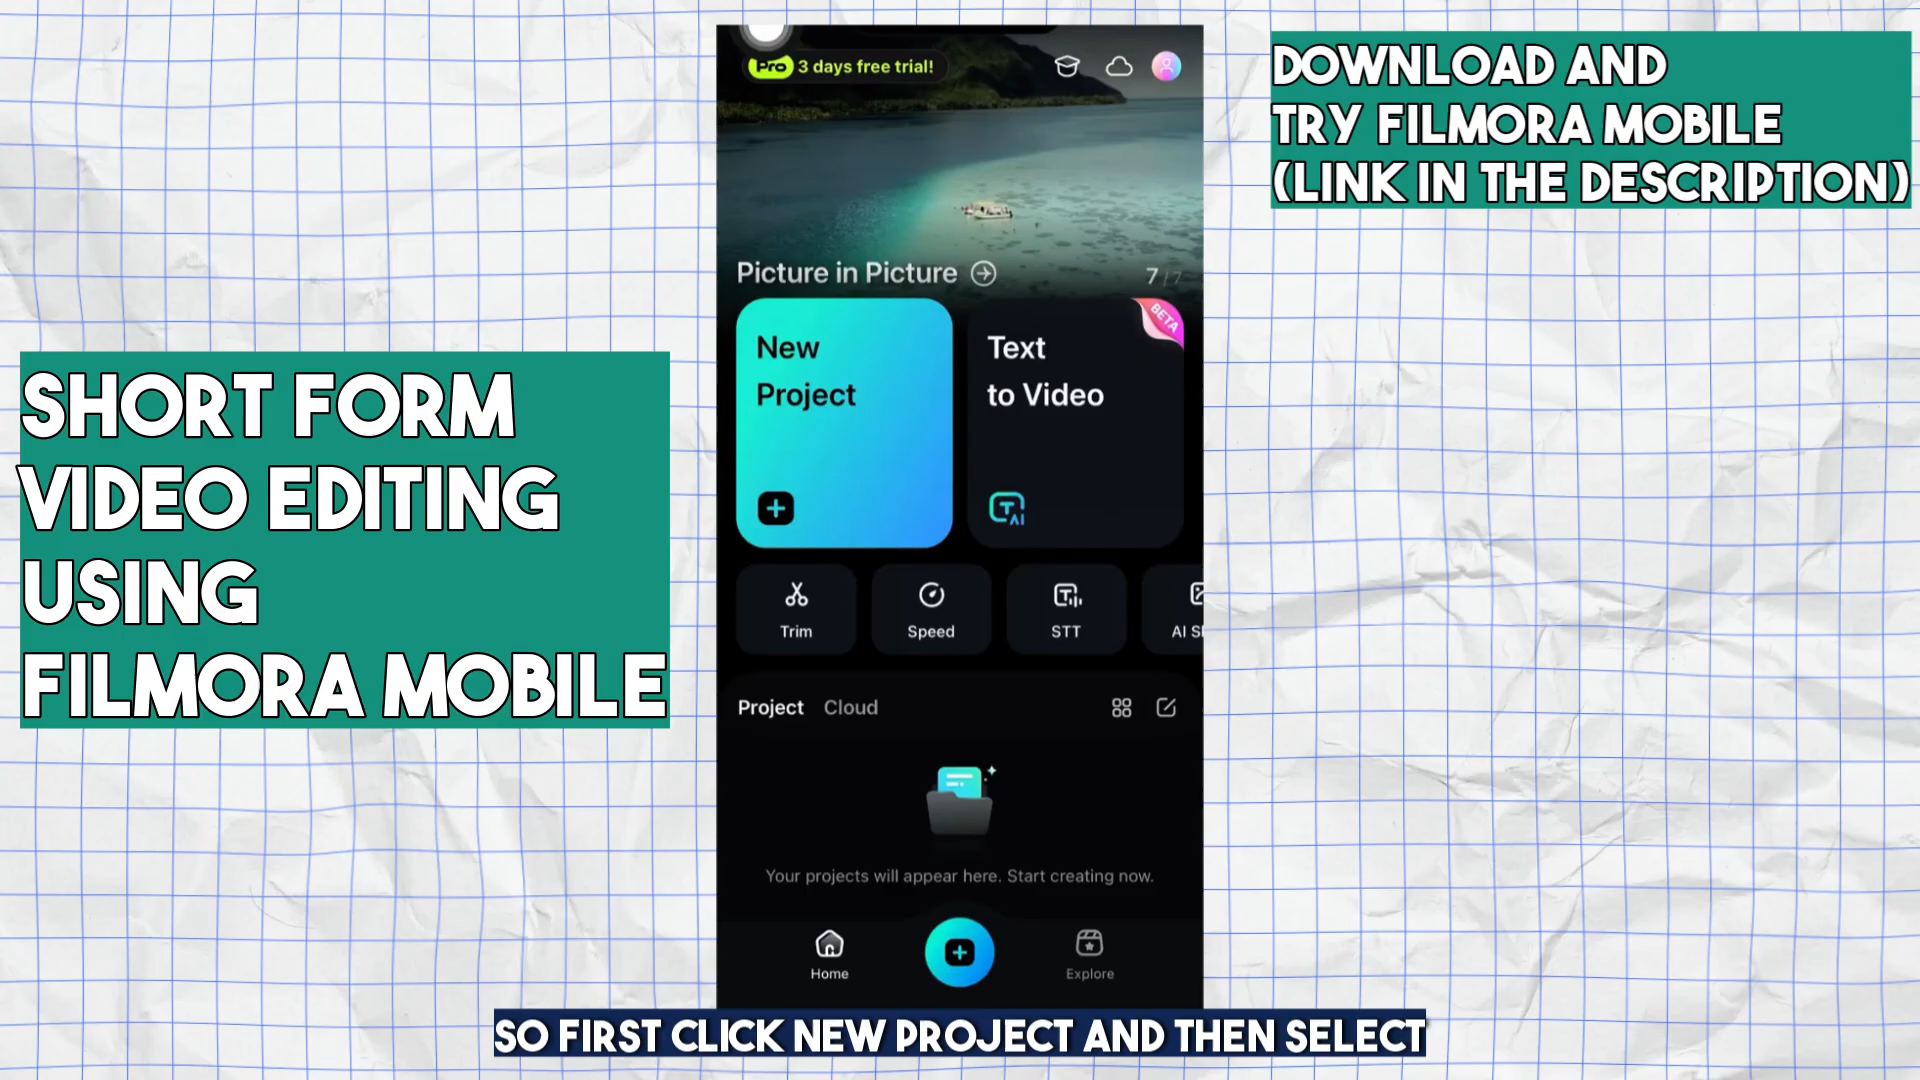 Pro 3 days free trial!
DOWNLOAD AND
TRY FILMORA MOBILE
(LINK IN THE DESCRIPTION)
Picture in Picture
7 / 7
New
Project
Text
to Video
BETA
SHORT FORM
VIDEO EDITING
USING
FILMORA MOBILE
Trim
Speed
STT
Project
Cloud
Your projects will appear here. Start creating now.
Home
Explore
SO FIRST CLICK NEW PROJECT AND THEN SELECT